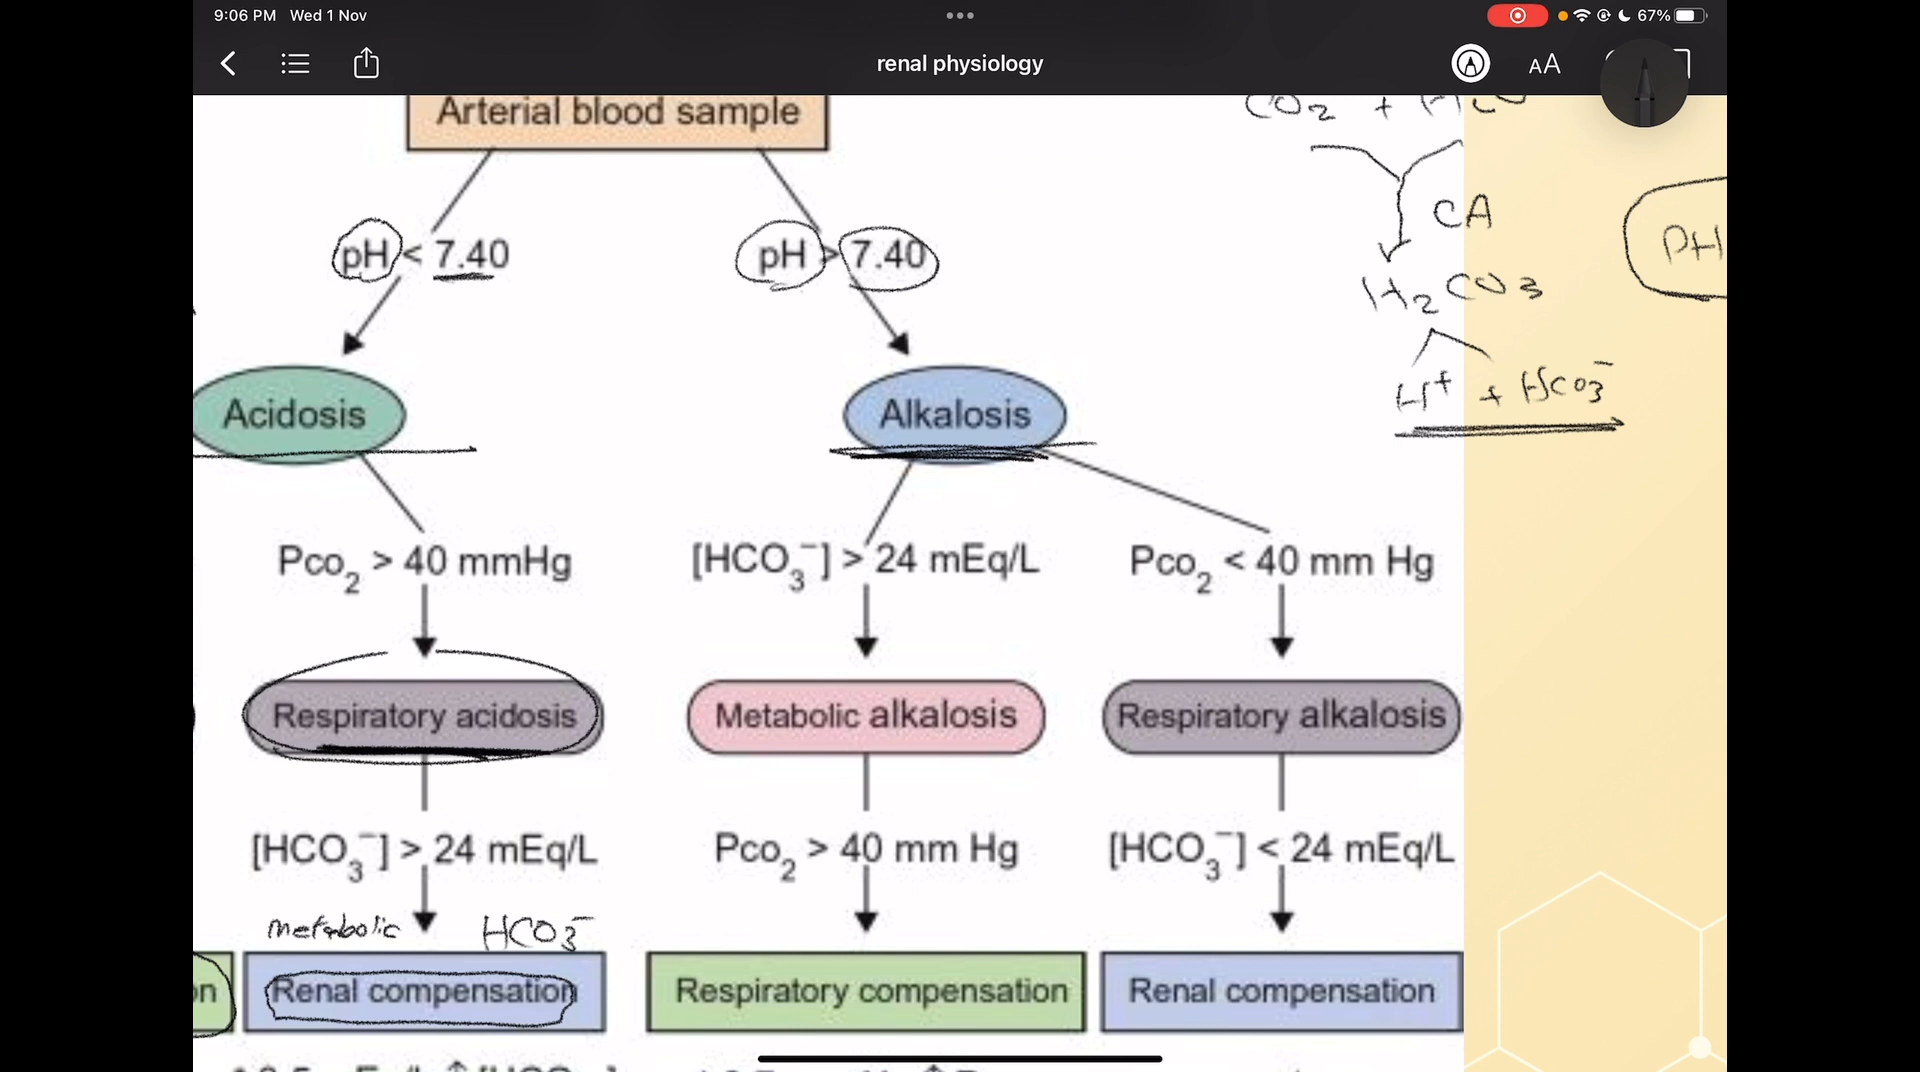 9:06 PM Wed 1 Nov
67%
renal physiology
AA
Arterial blood sample
CO2 +
pH < 7.40
pH > 7.40
CA
PH
H2CO3
H+ + HCO3-
Acidosis
Alkalosis
Pco2 > 40 mmHg
[HCO3-] > 24 mEq/L
Pco2 < 40 mm Hg
Respiratory acidosis
Metabolic alkalosis
Respiratory alkalosis
[HCO3-] > 24 mEq/L
Pco2 > 40 mm Hg
[HCO3-] < 24 mEq/L
metabolic HCO3-
on
Renal compensation
Respiratory compensation
Renal compensation